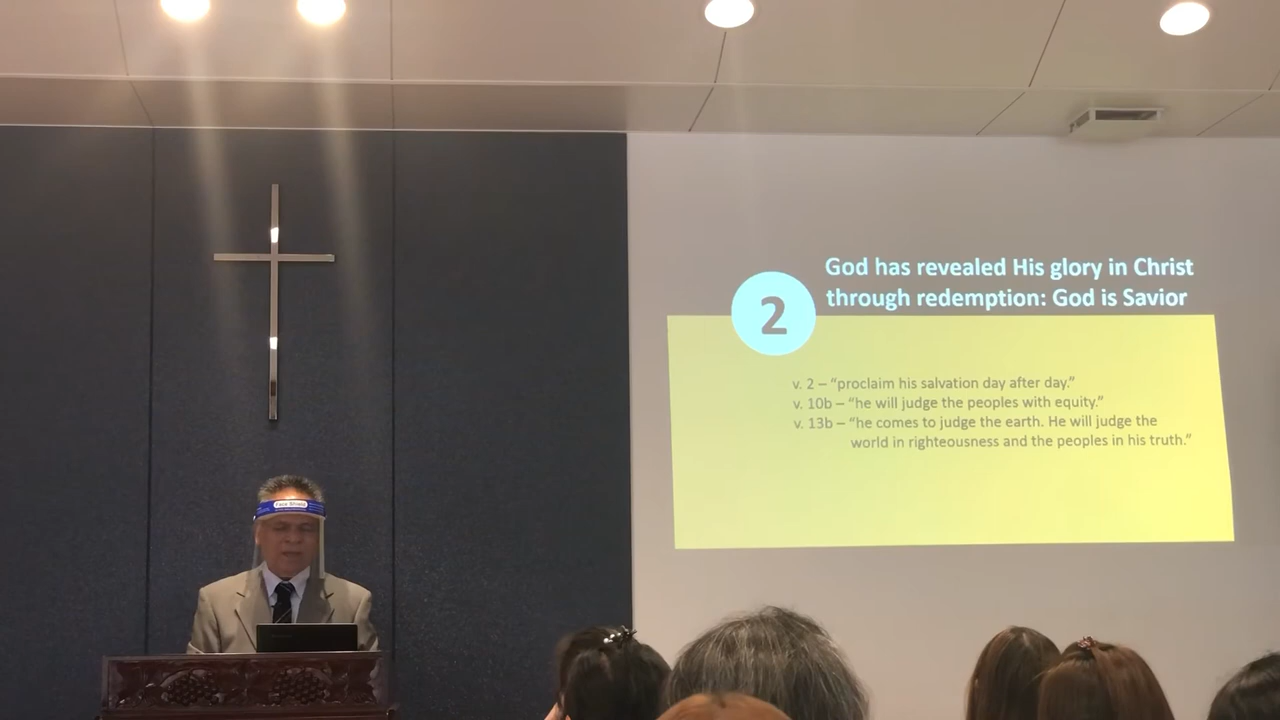 God has revealed His glory in Christ
through redemption: God is Savior
2
v. 2 – “proclaim his salvation day after day.”
v. 10b – “he will judge the peoples with equity.”
v. 13b – “he comes to judge the earth. He will judge the
world in righteousness and the peoples in his truth.”
Face Shield